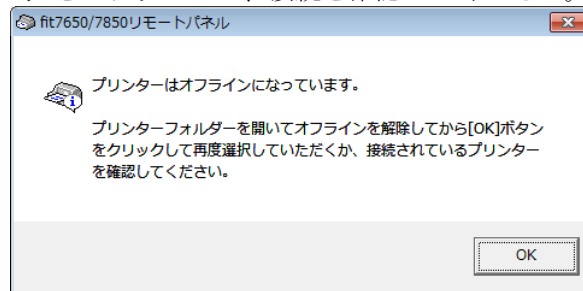 fit7650/7850リモートパネル
プリンターはオフラインになっています。
プリンターフォルダーを開いてオフラインを解除してから[OK]ボタン
をクリックして再度選択していただくか、接続されているプリンター
を確認してください。
OK